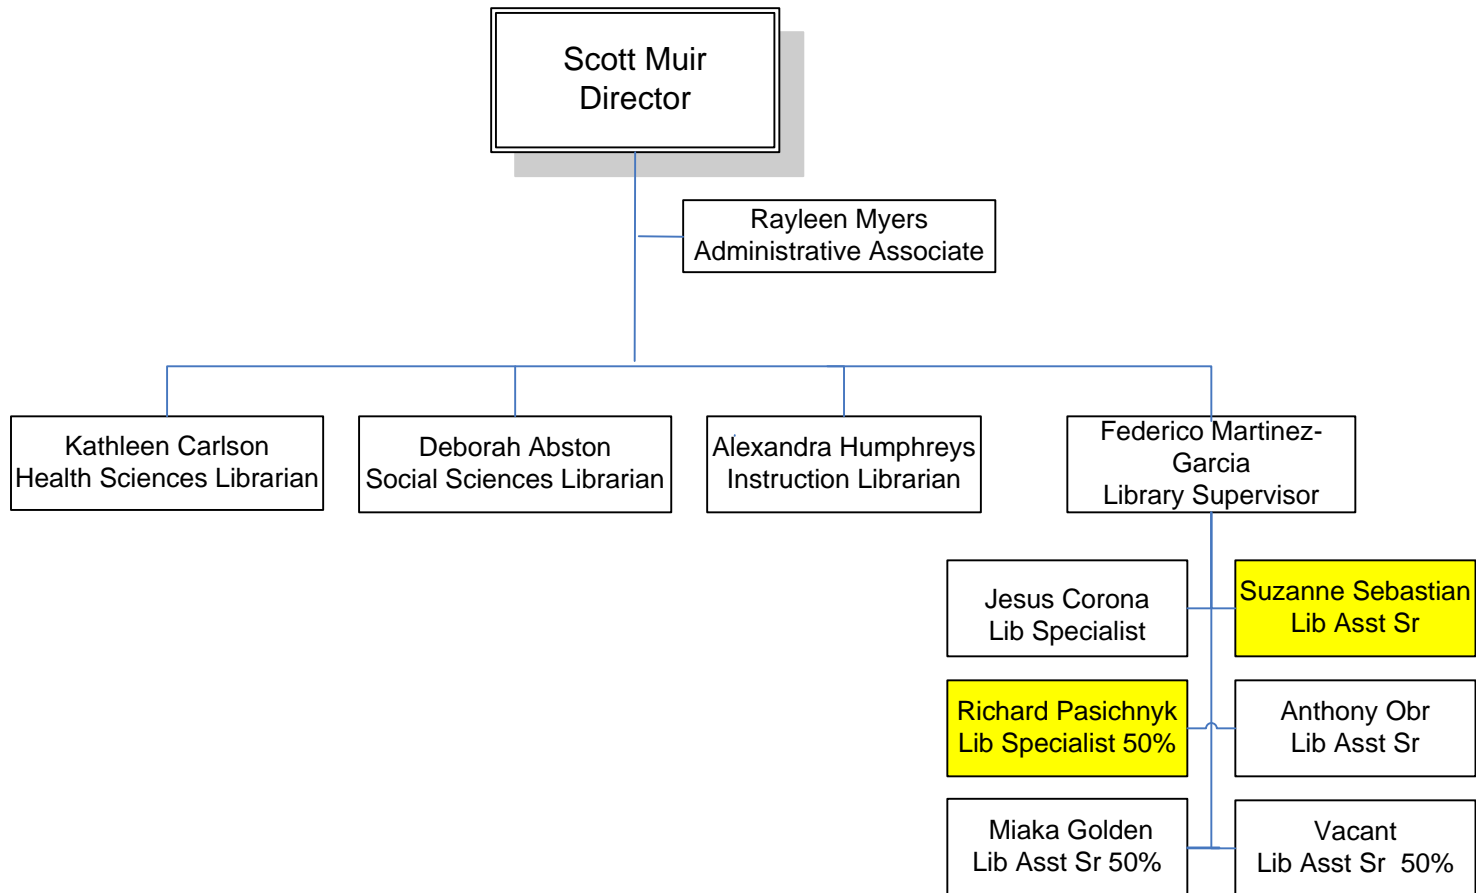 Scott Muir
Director
Rayleen Myers
Administrative Associate
Kathleen Carlson
Health Sciences Librarian
Deborah Abston
Social Sciences Librarian
Alexandra Humphreys
Instruction Librarian
Federico Martinez-
Garcia
Library Supervisor
Jesus Corona
Lib Specialist
Suzanne Sebastian
Lib Asst Sr
Richard Pasichnyk
Lib Specialist 50%
Anthony Obr
Lib Asst Sr
Miaka Golden
Lib Asst Sr 50%
Vacant
Lib Asst Sr  50%